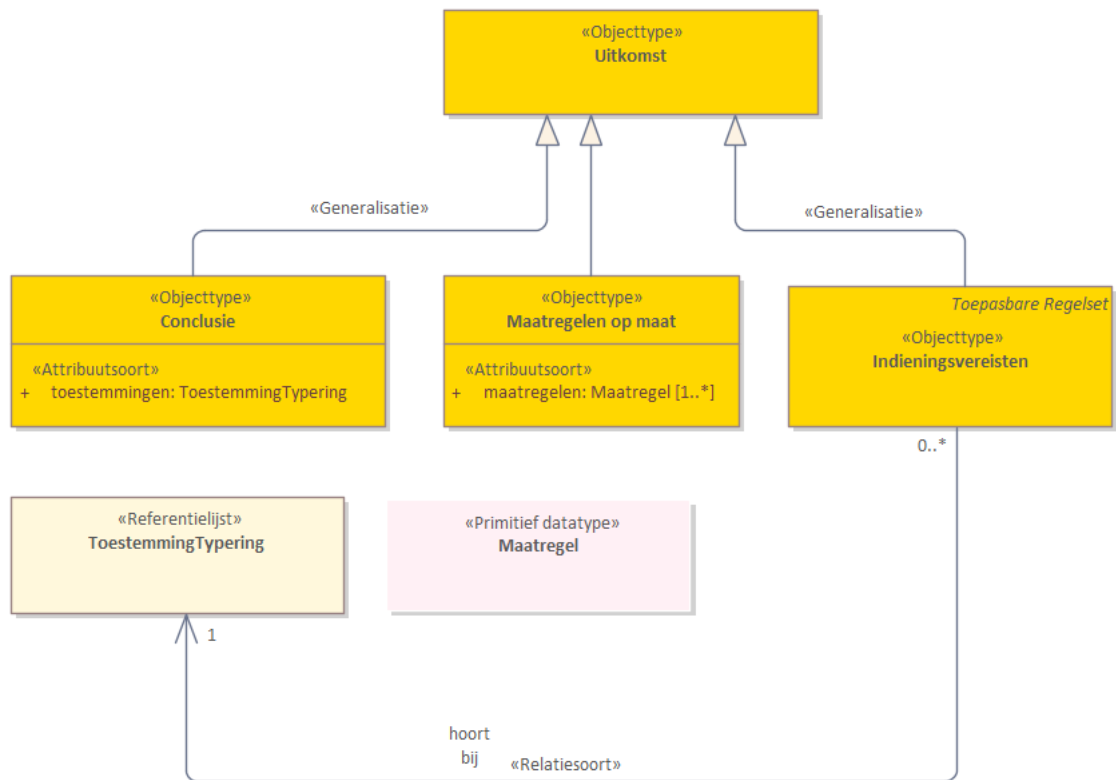 «Objecttype»
Uitkomst
«Generalisatie»
«Generalisatie»
«Objecttype»
Conclusie
«Attribuutsoort»
+ toestemmingen: ToestemmingTypering
«Objecttype»
Maatregelen op maat
«Attribuutsoort»
+ maatregelen: Maatregel [1..*]
Toepasbare Regelset
«Objecttype»
Indieningsvereisten
0..*
«Referentielijst»
ToestemmingTypering
«Primitief datatype»
Maatregel
1
hoort
bij
«Relatiesoort»